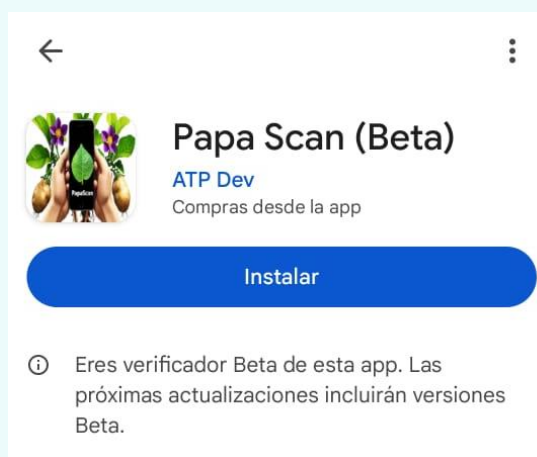 Papa Scan (Beta)
ATP Dev
Compras desde la app
PapaScan
Instalar
Eres verificador Beta de esta app. Las
próximas actualizaciones incluirán versiones
Beta.